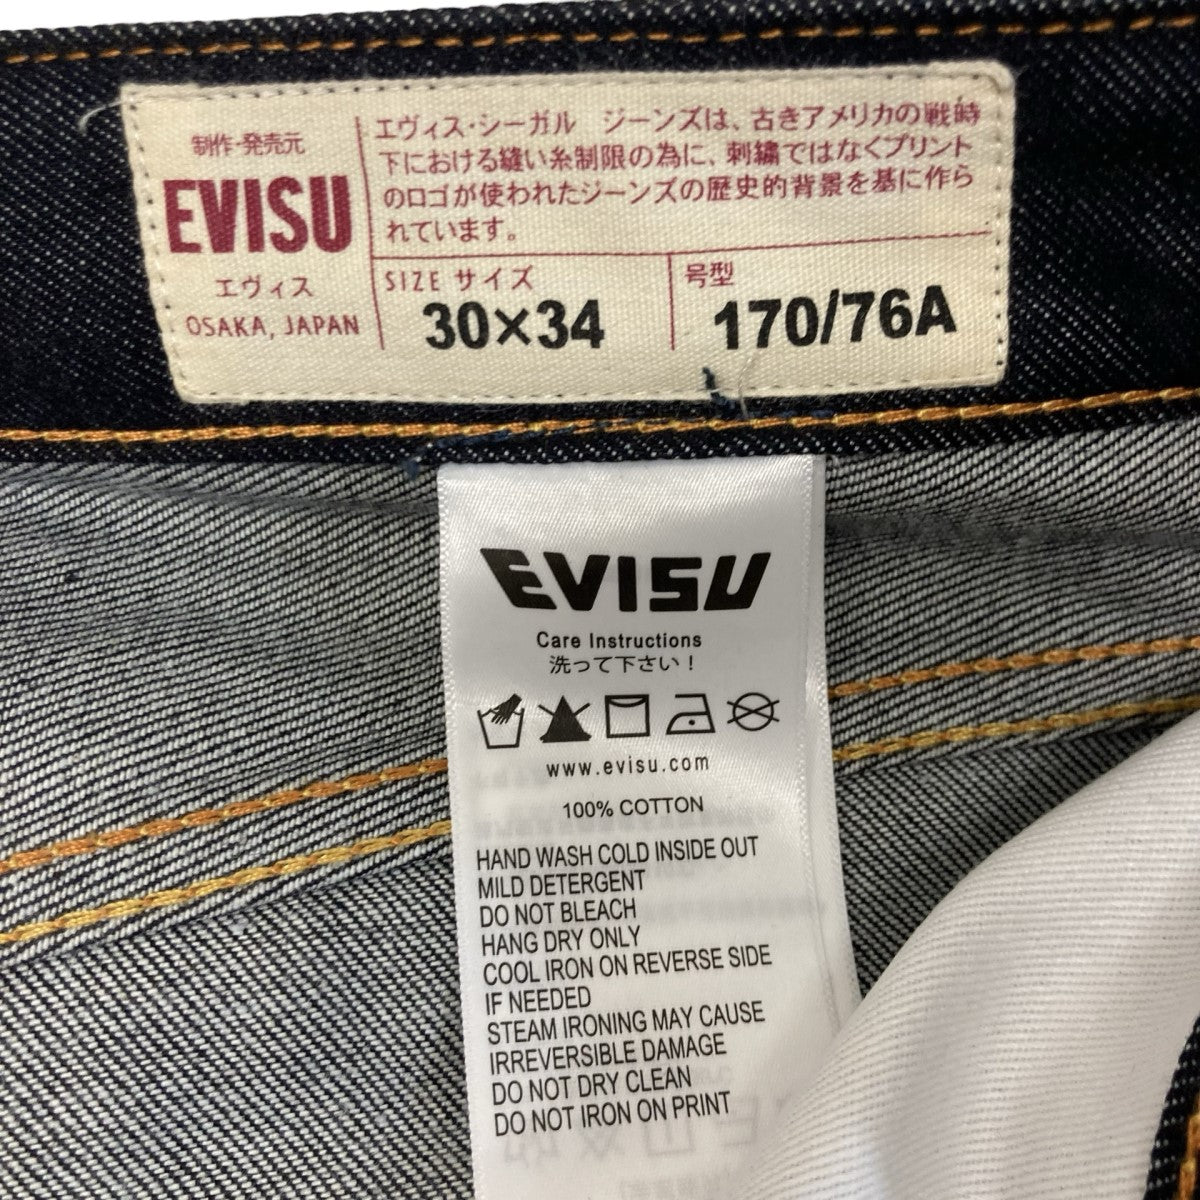 制作・発売元
EVISU
エヴィス
OSAKA, JAPAN
エヴィス・シーガル ジーンズは、古きアメリカの戦時
下における縫い糸制限の為に、刺繍ではなくプリント
のロゴが使われたジーンズの歴史的背景を基に作ら
れています。
SIZE サイズ
30×34
号型
170/76A
EVISU
Care Instructions
洗って下さい！
www.evisu.com
100% COTTON
HAND WASH COLD INSIDE OUT
MILD DETERGENT
DO NOT BLEACH
HANG DRY ONLY
COOL IRON ON REVERSE SIDE
IF NEEDED
STEAM IRONING MAY CAUSE
IRREVERSIBLE DAMAGE
DO NOT DRY CLEAN
DO NOT IRON ON PRINT